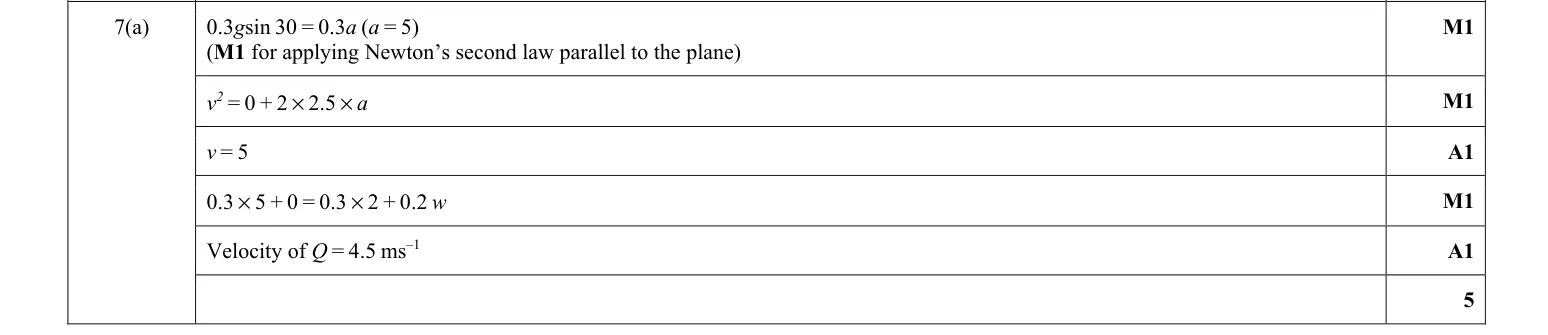 7(a) 0.3gsin 30 = 0.3a (a = 5) M1
(M1 for applying Newton's second law parallel to the plane)
v² = 0 + 2 × 2.5 × a M1
v = 5 A1
0.3 × 5 + 0 = 0.3 × 2 + 0.2 w M1
Velocity of Q = 4.5 ms⁻¹ A1
5